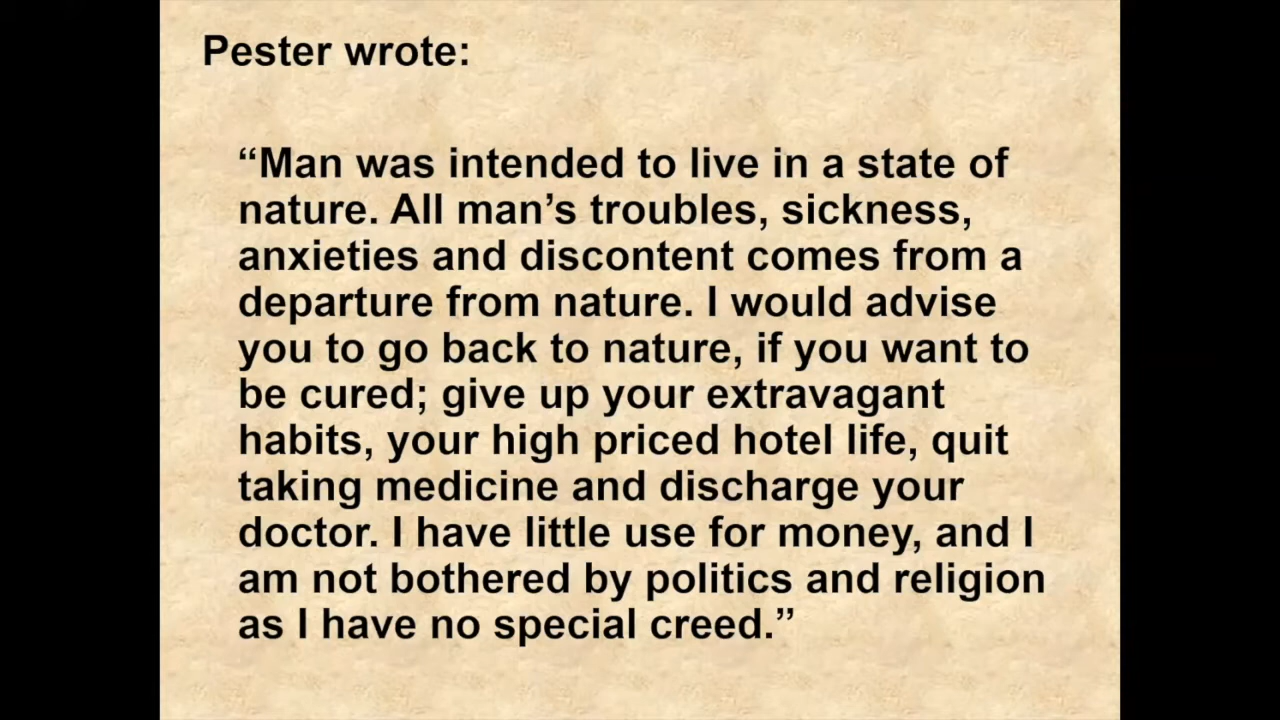 Pester wrote:
“Man was intended to live in a state of
nature. All man’s troubles, sickness,
anxieties and discontent comes from a
departure from nature. I would advise
you to go back to nature, if you want to
be cured; give up your extravagant
habits, your high priced hotel life, quit
taking medicine and discharge your
doctor. I have little use for money, and I
am not bothered by politics and religion
as I have no special creed.”